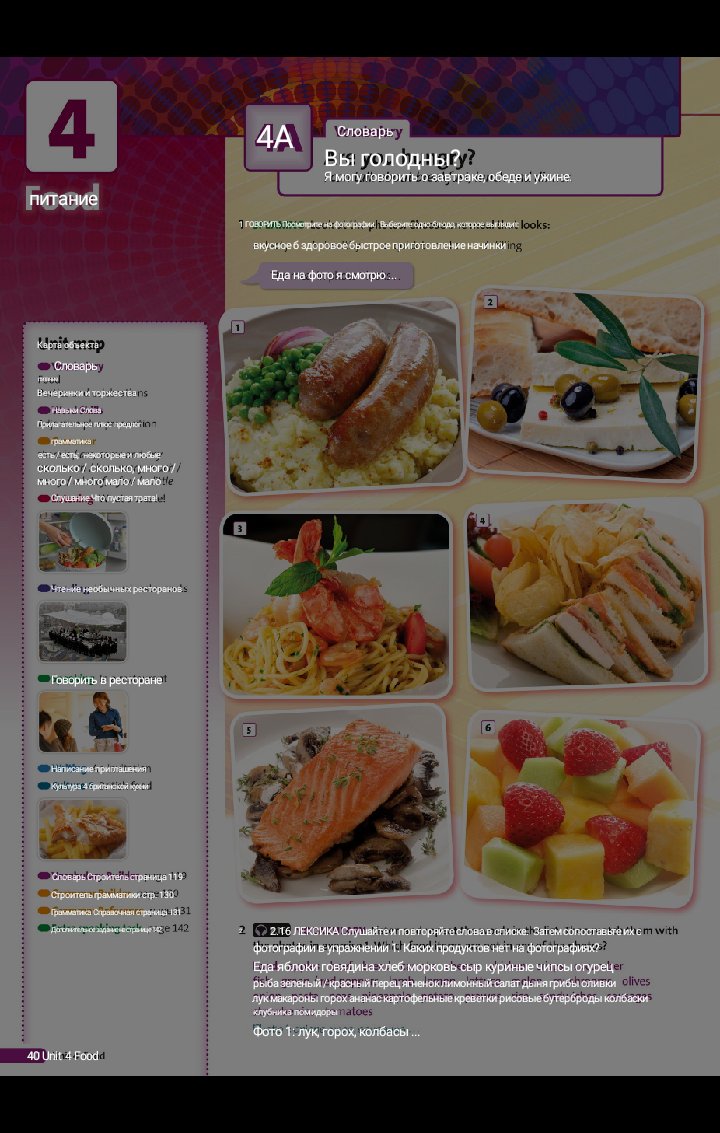 4
питание
4A
Словарь
Вы голодны?
Я могу говорить о завтраке, обеде и ужине.
1 ГОВОРИТЬ Посмотрите на фотографии. Выберите одно блюдо, которое выглядит: looks:
вкусное б здоровое быстрое приготовление начинки
Еда на фото я смотрю ...
1
2
3
4
5
6
Карта объекта
Словарь
Вечеринки и торжества
Навыки Слова
Прилагательное плюс предлог
грамматика
есть / есть, некоторые и любые
сколько / сколько, много /
много / много мало / мало
Слушание Что пустая трата!
Чтение необычных ресторанов
Говорить в ресторане
Написание приглашения
Культура 4 британской кухни
Словарь Строитель страница 119
Строитель грамматики стр. 130
Грамматика Справочная страница 131
Дополнительное задание на странице 142
2 2.16 ЛЕКСИКА Слушайте и повторяйте слова в списке. Затем сопоставьте их с
фотографии в упражнении 1. Каких продуктов нет на фотографиях?
Еда яблоки говядина хлеб морковь сыр куриные чипсы огурец
рыба зеленый / красный перец ягненок лимонный салат дыня грибы оливки olives
лук макароны горох ананас картофельные креветки рисовые бутерброды колбаски
клубника помидоры
Фото 1: лук, горох, колбасы ...
40 Unit 4 Food